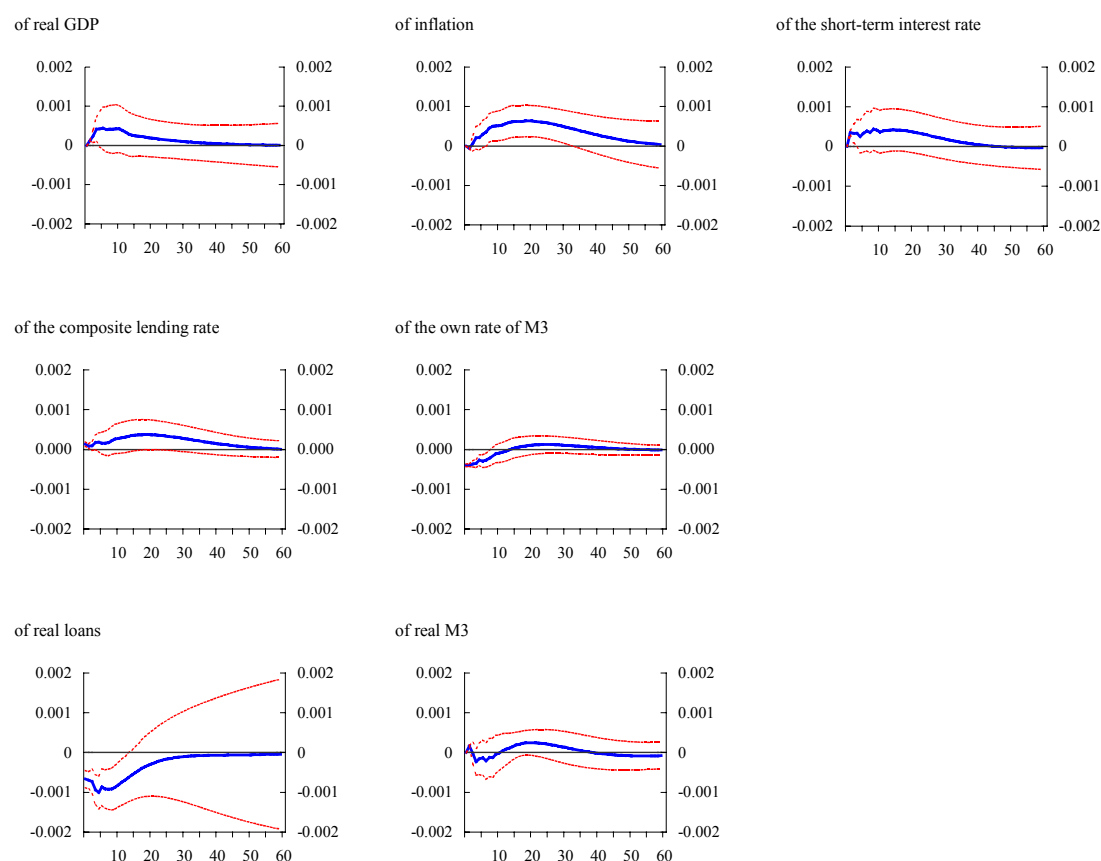 of real GDP
of inflation
of the short-term interest rate
0.002 0.002 0.002 0.002 0.002 0.002
0.001 0.001 0.001 0.001 0.001 0.001
0 0 0 0 0 0
-0.001 -0.001 -0.001 -0.001 -0.001 -0.001
-0.002 -0.002 -0.002 -0.002 -0.002 -0.002
10 20 30 40 50 60 10 20 30 40 50 60 10 20 30 40 50 60
of the composite lending rate
of the own rate of M3
0.002 0.002 0.002 0.002
0.001 0.001 0.001 0.001
0.000 0.000 0.000 0.000
-0.001 -0.001 -0.001 -0.001
-0.002 -0.002 -0.002 -0.002
10 20 30 40 50 60 10 20 30 40 50 60
of real loans
of real M3
0.002 0.002 0.002 0.002
0.001 0.001 0.001 0.001
0 0 0 0
-0.001 -0.001 -0.001 -0.001
-0.002 -0.002 -0.002 -0.002
10 20 30 40 50 60 10 20 30 40 50 60